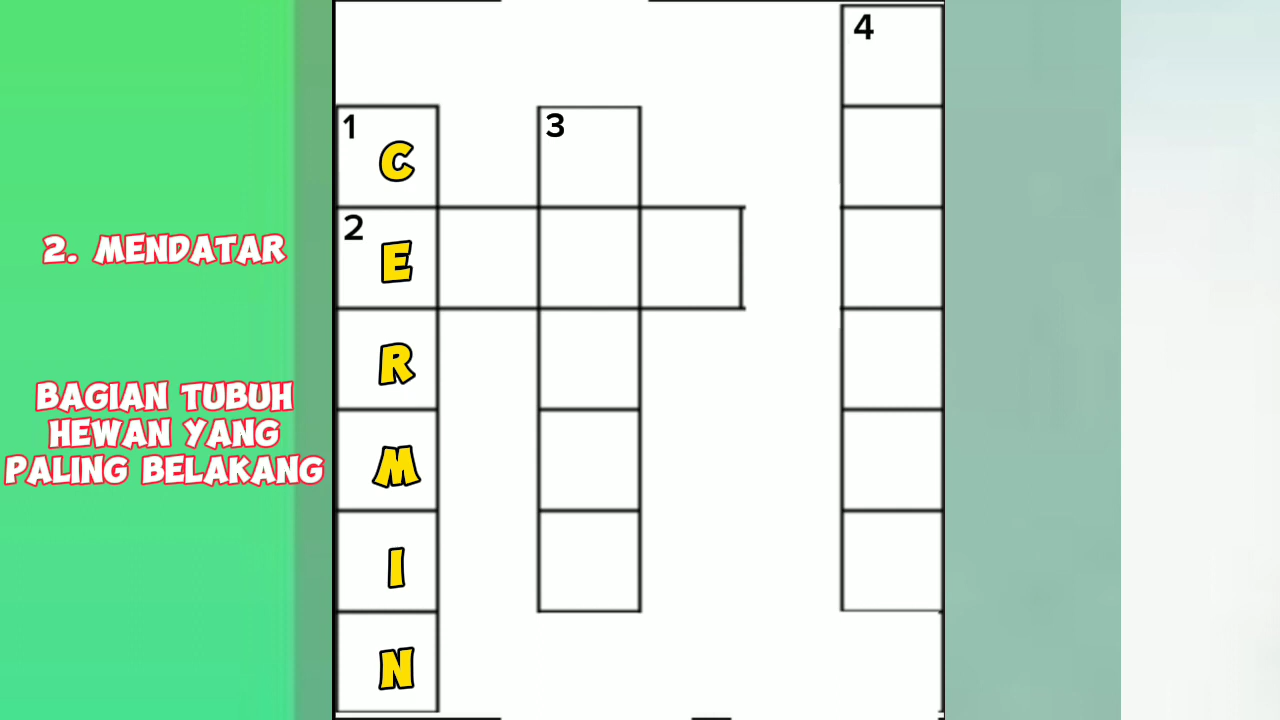 4
1 C
3
2 E
2. MENDATAR
R
BAGIAN TUBUH
HEWAN YANG
PALING BELAKANG
M
I
N